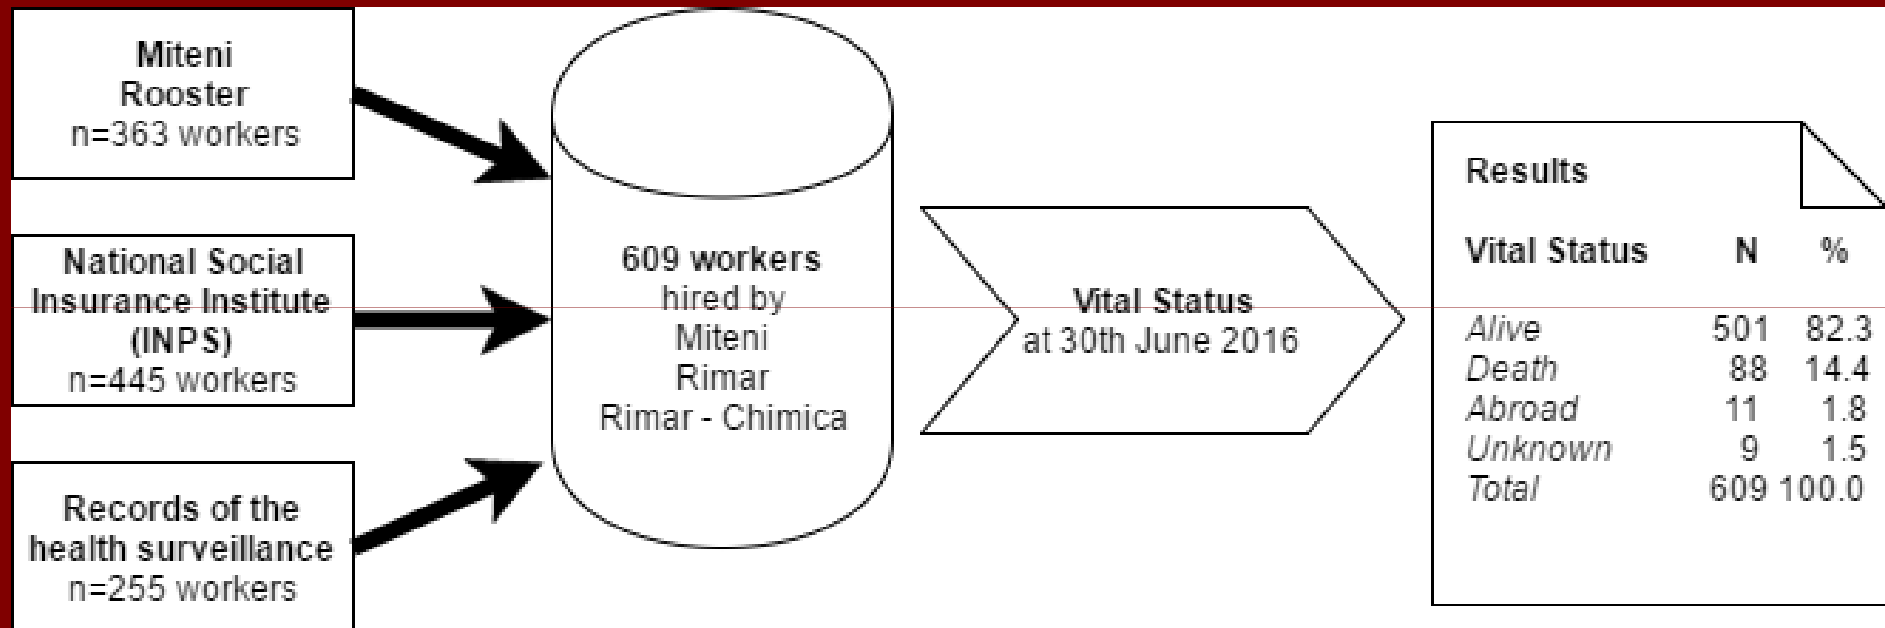 Miteni
Rooster
n=363 workers
National Social
Insurance Institute
(INPS)
n=445 workers
Records of the
health surveillance
n=255 workers
609 workers
hired by
Miteni
Rimar
Rimar - Chimica
Vital Status
at 30th June 2016
Results
Vital Status N %
Alive 501 82.3
Death 88 14.4
Abroad 11 1.8
Unknown 9 1.5
Total 609 100.0